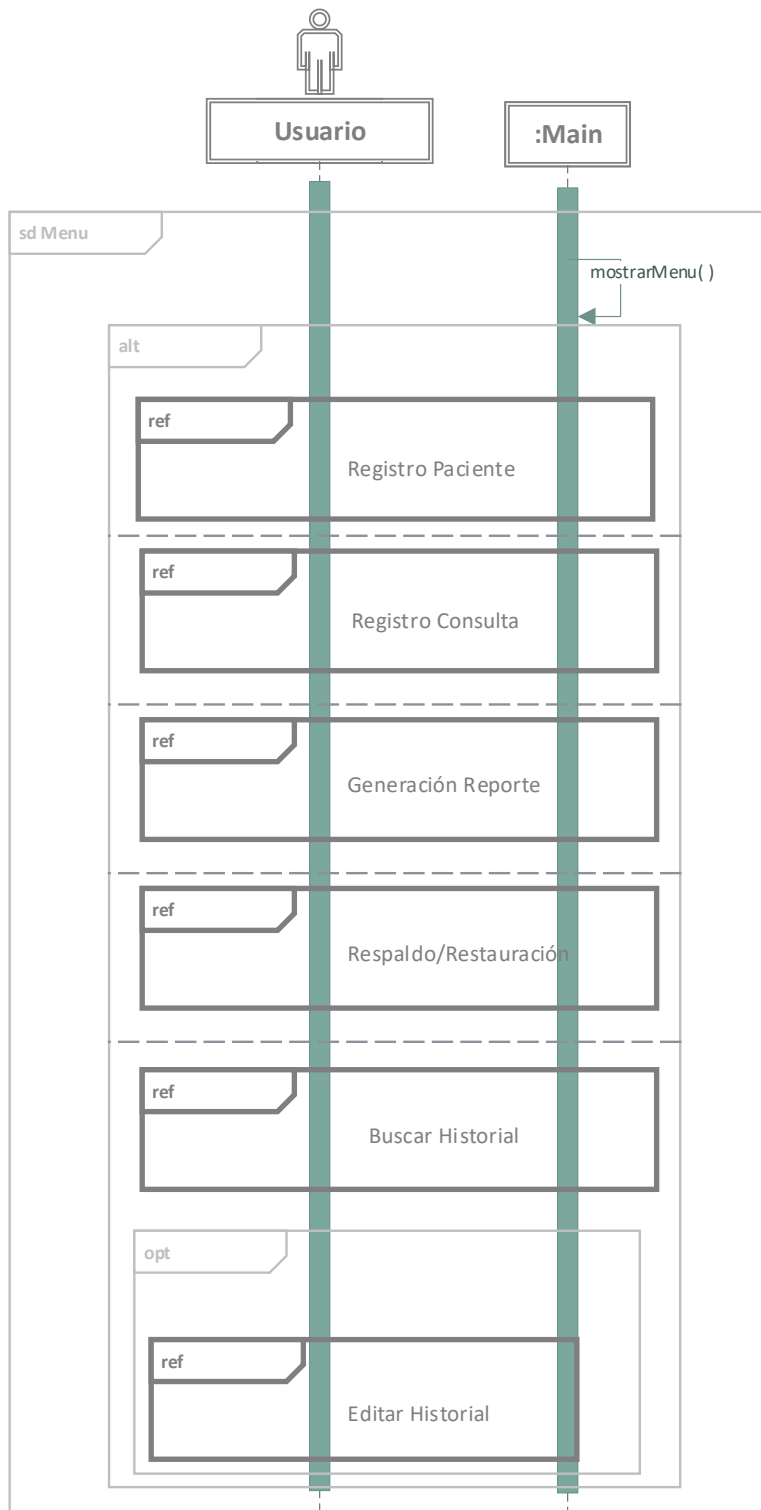 Usuario
:Main
sd Menu
mostrarMenu( )
alt
ref
Registro Paciente
ref
Registro Consulta
ref
Generación Reporte
ref
Respaldo/Restauración
ref
Buscar Historial
opt
ref
Editar Historial